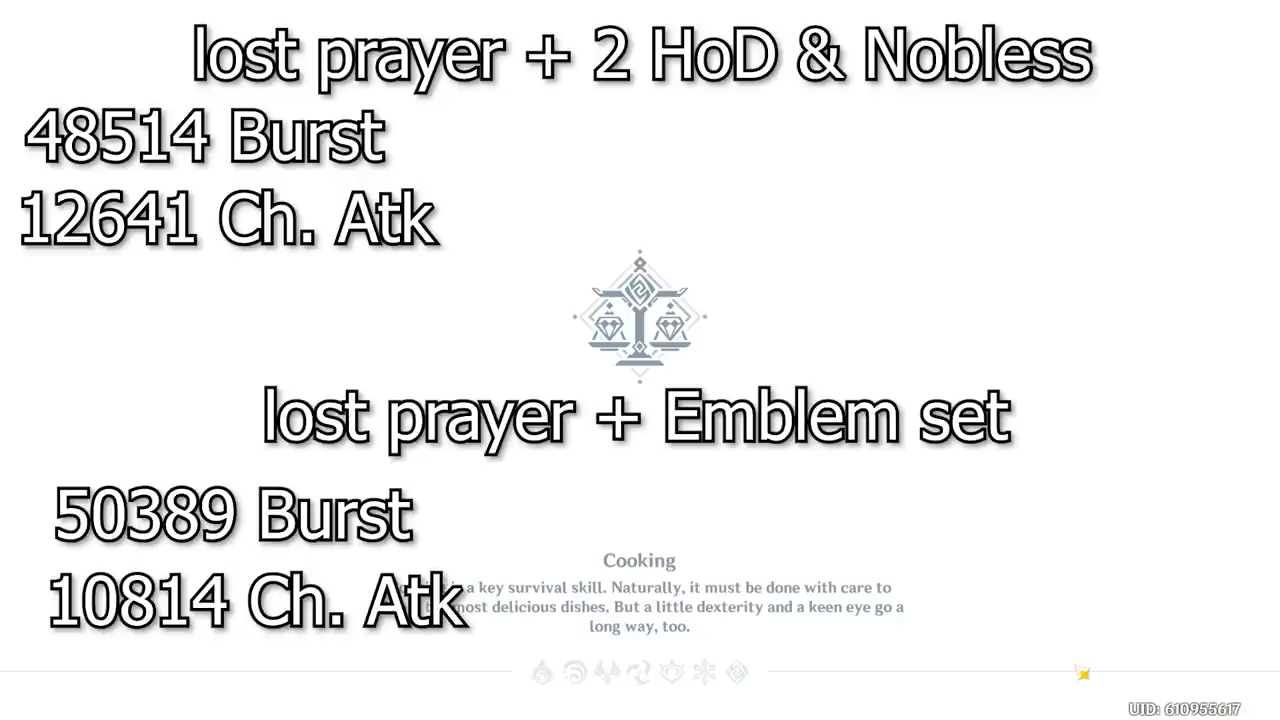 lost prayer + 2 HoD & Nobless
48514 Burst
12641 Ch. Atk
lost prayer + Emblem set
50389 Burst
Cooking
10814 Ch. Atk
a key survival skill. Naturally, it must be done with care to
most delicious dishes. But a little dexterity and a keen eye go a
long way, too.
UID: 610955617